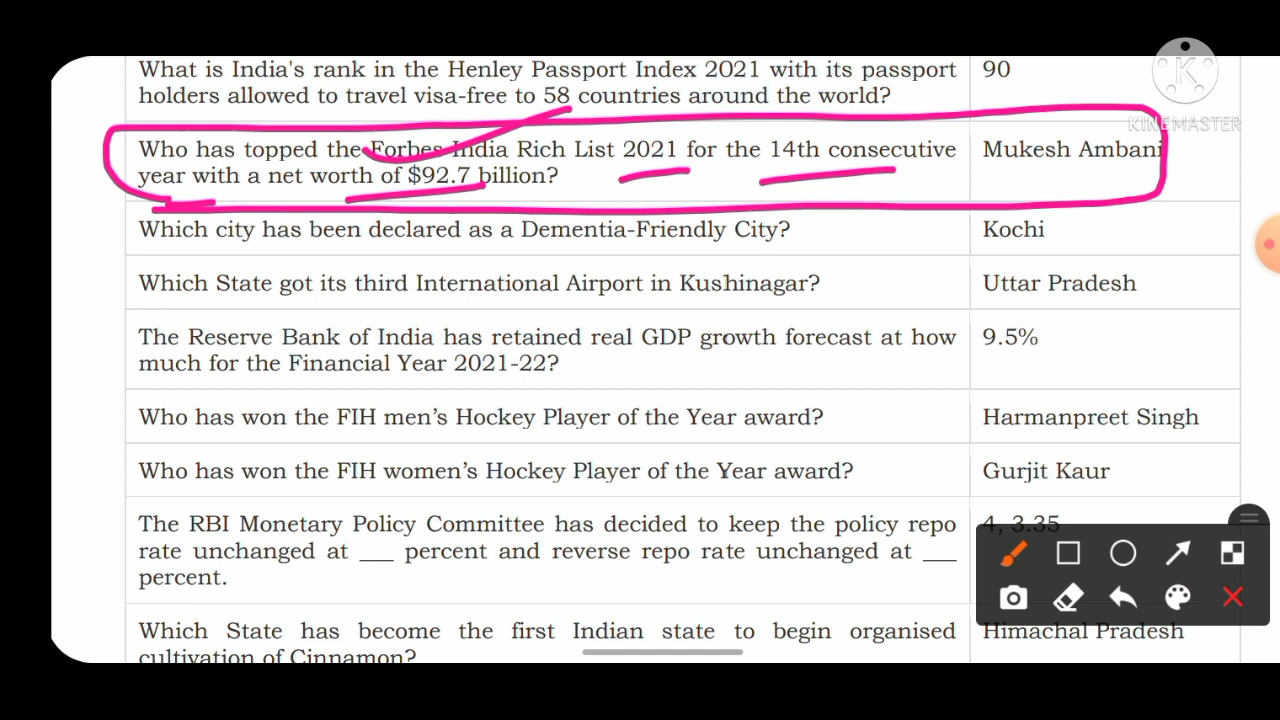 What is India's rank in the Henley Passport Index 2021 with its passport 90
holders allowed to travel visa-free to 58 countries around the world?
K
KINEMASTER
Who has topped the Forbes India Rich List 2021 for the 14th consecutive Mukesh Ambani
year with a net worth of $92.7 billion?
Which city has been declared as a Dementia-Friendly City? Kochi
Which State got its third International Airport in Kushinagar? Uttar Pradesh
The Reserve Bank of India has retained real GDP growth forecast at how 9.5%
much for the Financial Year 2021-22?
Who has won the FIH men’s Hockey Player of the Year award? Harmanpreet Singh
Who has won the FIH women’s Hockey Player of the Year award? Gurjit Kaur
The RBI Monetary Policy Committee has decided to keep the policy repo 4, 3.35
rate unchanged at ___ percent and reverse repo rate unchanged at ___
percent.
Which State has become the first Indian state to begin organised Himachal Pradesh
cultivation of Cinnamon?